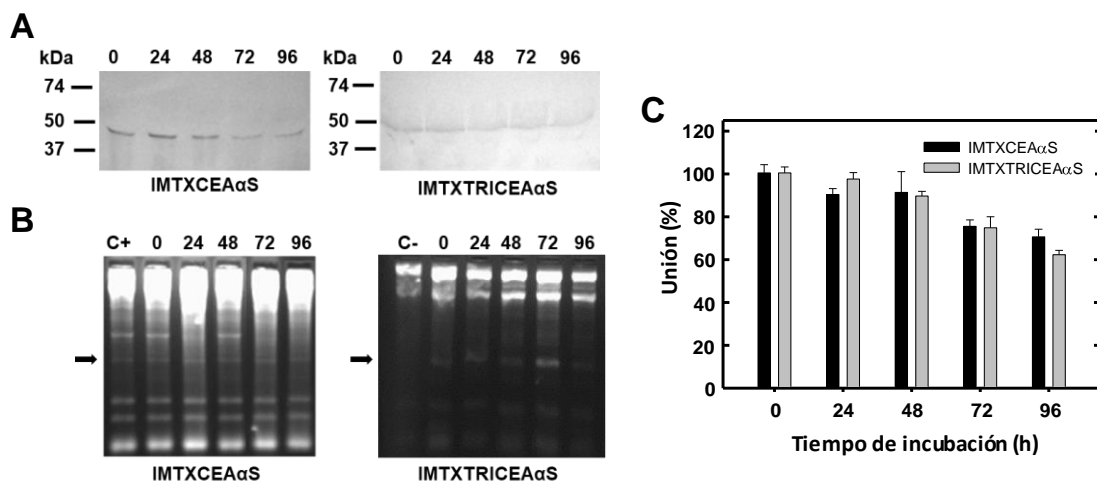 A
kDa 0 24 48 72 96
74
50
37
IMTXCEAαS
kDa 0 24 48 72 96
74
50
37
IMTXTRICEAαS
B
C+ 0 24 48 72 96
IMTXCEAαS
C- 0 24 48 72 96
IMTXTRICEAαS
C
120
100
80
60
40
20
0
Unión (%)
IMTXCEAαS
IMTXTRICEAαS
0 24 48 72 96
Tiempo de incubación (h)